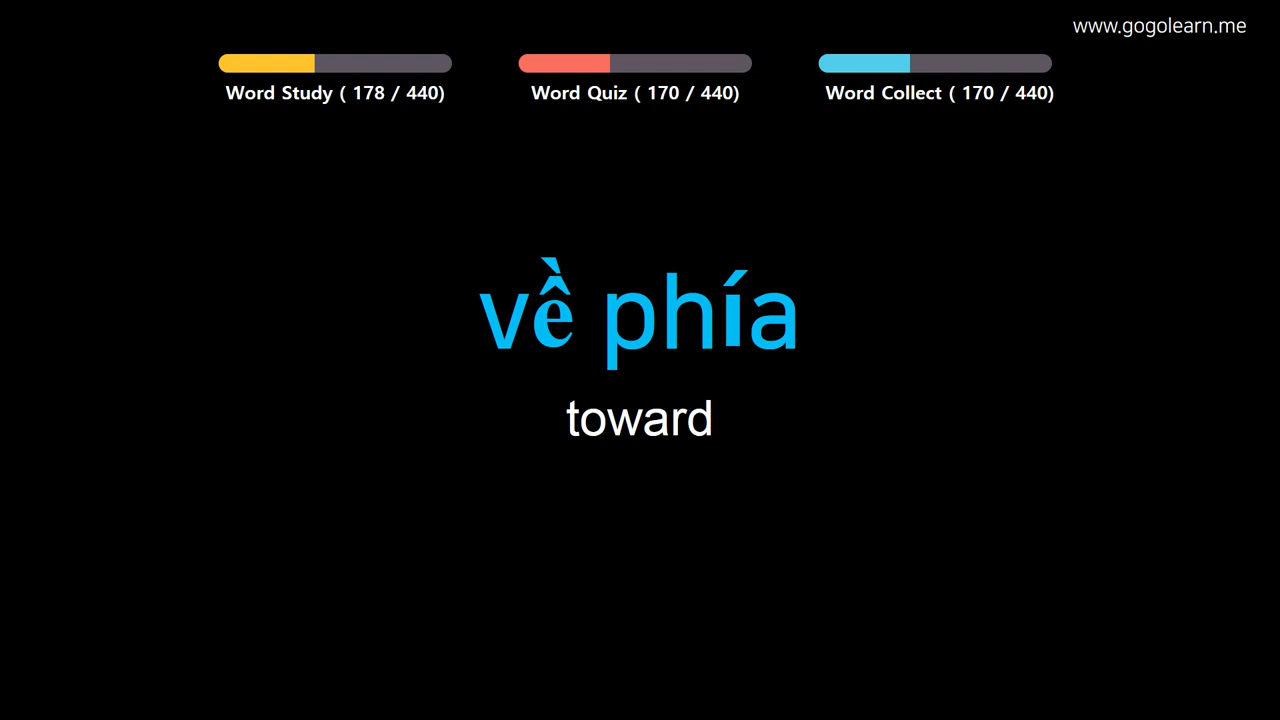 www.gogolearn.me
Word Study ( 178 / 440)
Word Quiz ( 170 / 440)
Word Collect ( 170 / 440)
về phía
toward